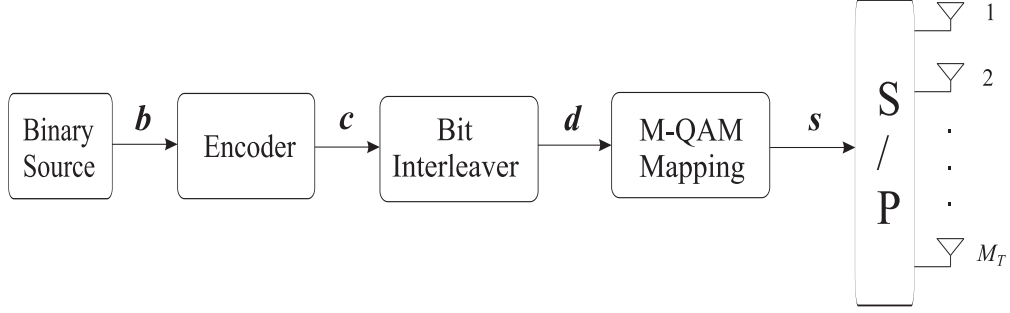 Binary
Source
b
Encoder
c
Bit
Interleaver
d
M-QAM
Mapping
s
S
/
P
1
2
M_T